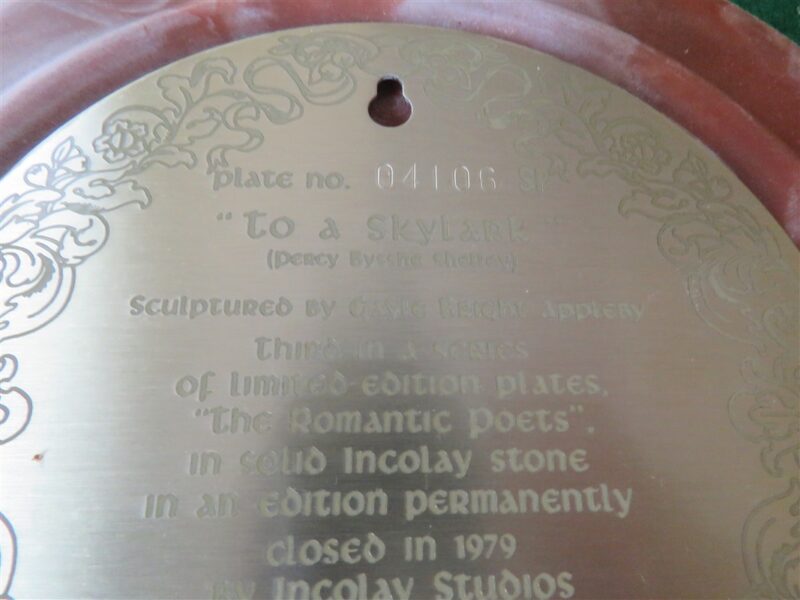 plate no. 04106 SP
"to a Skylark"
(Percy Bysshe Shelley)
Sculptured by Gayle Bright Appleby
third in a series
of limited-edition plates,
"The Romantic Poets",
in solid Incolay stone
in an edition permanently
closed in 1979
by Incolay Studios